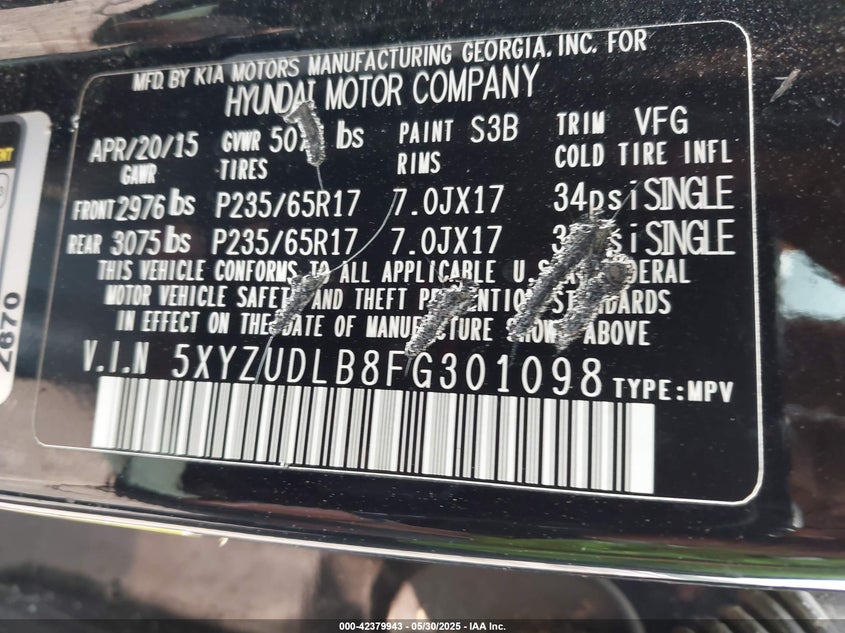 MFD. BY KIA MOTORS MANUFACTURING GEORGIA, INC. FOR
HYUNDAI MOTOR COMPANY
APR/20/15 GVWR lbs PAINT S3B TRIM VFG
GAWR TIRES RIMS COLD TIRE INFL
FRONT 2976 lbs P235/65R17 7.0JX17 34psi SINGLE
REAR 3075 lbs P235/65R17 7.0JX17 SINGLE
THIS VEHICLE CONFORMS TO ALL APPLICABLE
MOTOR VEHICLE SAFETY AND THEFT PREVENTION STANDARDS
IN EFFECT ON THE DATE OF MANUFACTURE SHOWN ABOVE
V.I.N 5XYZUDLB8FG301098 TYPE:MPV
2670
000-42379943 - 05/30/2025 - IAA Inc.